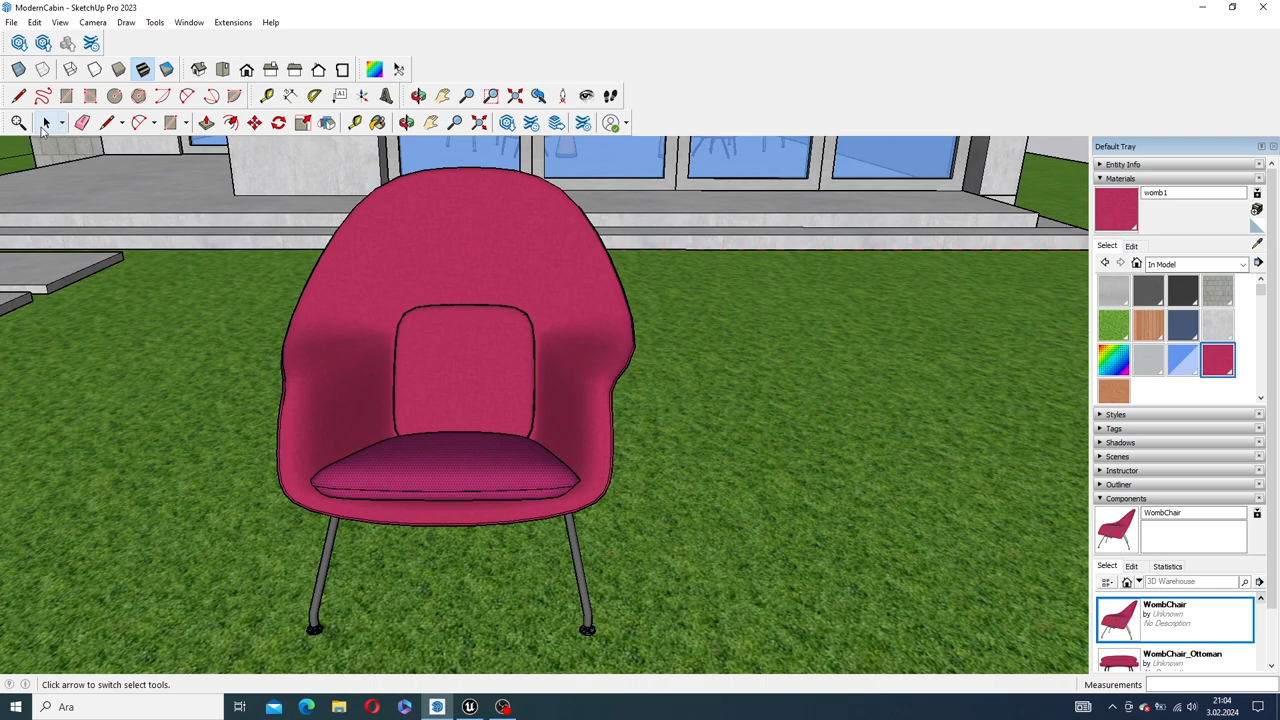 ModernCabin - SketchUp Pro 2023
File Edit View Camera Draw Tools Window Extensions Help
Default Tray
Entity Info
Materials
womb1
Select Edit
In Model
Styles
Tags
Shadows
Scenes
Instructor
Outliner
Components
WombChair
Select Edit Statistics
3D Warehouse
WombChair
by Unknown
No Description
WombChair_Ottoman
by Unknown
No Description
Click arrow to switch select tools.
Measurements
Ara
21:04
3.02.2024